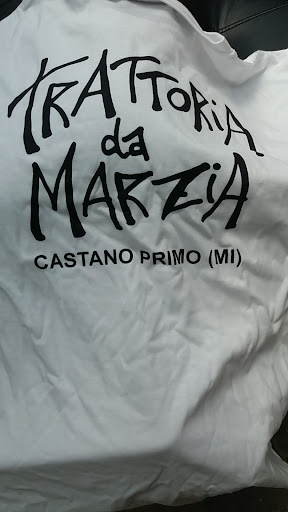 TRATTORiA
da
MARZiA
CASTANO PRIMO (MI)